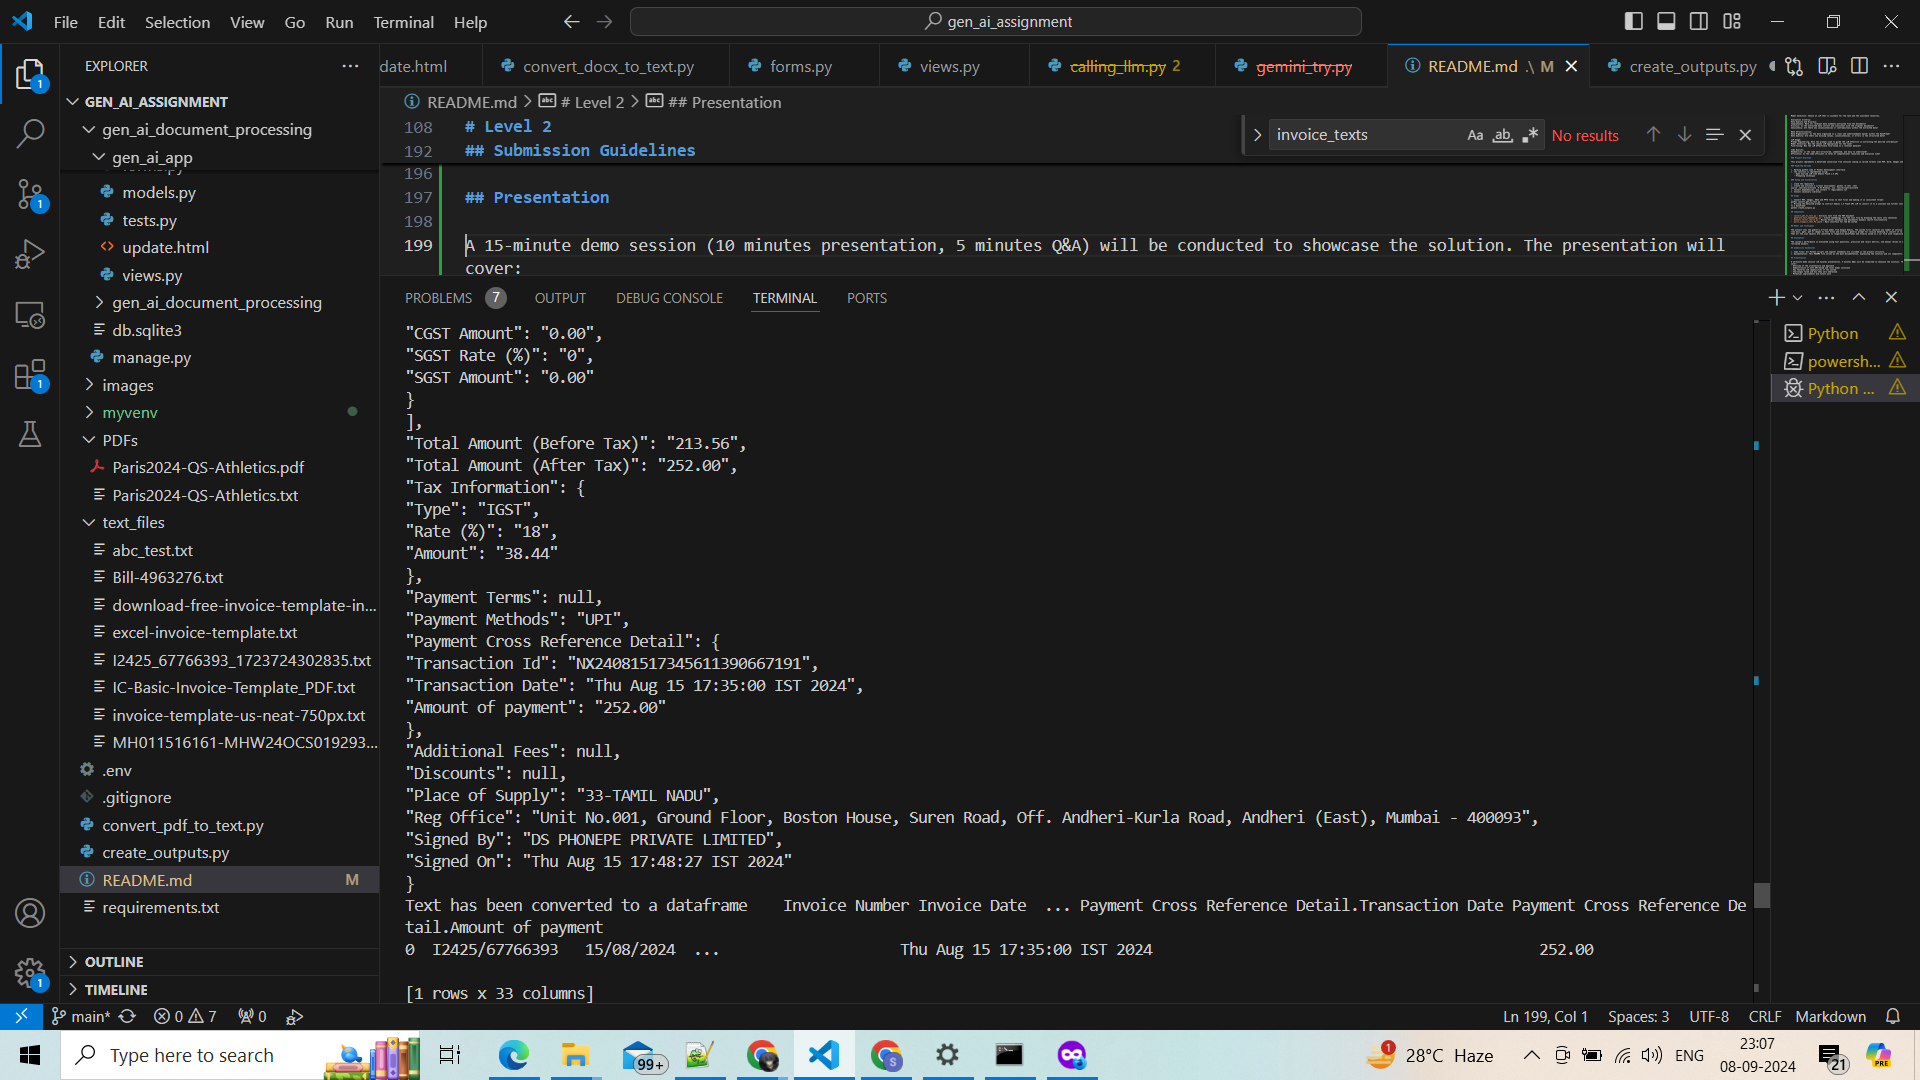 File Edit Selection View Go Run Terminal Help
gen_ai_assignment
EXPLORER
GEN_AI_ASSIGNMENT
gen_ai_document_processing
gen_ai_app
forms.py
models.py
tests.py
update.html
views.py
gen_ai_document_processing
db.sqlite3
manage.py
images
myvenv
PDFs
Paris2024-QS-Athletics.pdf
Paris2024-QS-Athletics.txt
text_files
abc_test.txt
Bill-4963276.txt
download-free-invoice-template-in...
excel-invoice-template.txt
I2425_67766393_1723724302835.txt
IC-Basic-Invoice-Template_PDF.txt
invoice-template-us-neat-750px.txt
MH011516161-MHW24OCS019293...
.env
.gitignore
convert_pdf_to_text.py
create_outputs.py
README.md M
requirements.txt
OUTLINE
TIMELINE
1
1
1
1
date.html convert_docx_to_text.py forms.py views.py calling_llm.py 2 gemini_try.py README.md .\ M create_outputs.py
README.md > # Level 2 > ## Presentation
108 # Level 2
192 ## Submission Guidelines
196
197 ## Presentation
198
199 A 15-minute demo session (10 minutes presentation, 5 minutes Q&A) will be conducted to showcase the solution. The presentation will
cover:
invoice_texts Aa ab No results
PROBLEMS 7 OUTPUT DEBUG CONSOLE TERMINAL PORTS
"CGST Amount": "0.00",
"SGST Rate (%)": "0",
"SGST Amount": "0.00"
}
],
"Total Amount (Before Tax)": "213.56",
"Total Amount (After Tax)": "252.00",
"Tax Information": {
"Type": "IGST",
"Rate (%)": "18",
"Amount": "38.44"
},
"Payment Terms": null,
"Payment Methods": "UPI",
"Payment Cross Reference Detail": {
"Transaction Id": "NX24081517345611390667191",
"Transaction Date": "Thu Aug 15 17:35:00 IST 2024",
"Amount of payment": "252.00"
},
"Additional Fees": null,
"Discounts": null,
"Place of Supply": "33-TAMIL NADU",
"Reg Office": "Unit No.001, Ground Floor, Boston House, Suren Road, Off. Andheri-Kurla Road, Andheri (East), Mumbai - 400093",
"Signed By": "DS PHONEPE PRIVATE LIMITED",
"Signed On": "Thu Aug 15 17:48:27 IST 2024"
}
Text has been converted to a dataframe Invoice Number Invoice Date ... Payment Cross Reference Detail.Transaction Date Payment Cross Reference De
tail.Amount of payment
0 I2425/67766393 15/08/2024 ... Thu Aug 15 17:35:00 IST 2024 252.00
[1 rows x 33 columns]
Python
powersh...
Python ...
main* 0 7 0
Ln 199, Col 1 Spaces: 3 UTF-8 CRLF Markdown
Type here to search
99+
1
28°C Haze
ENG
23:07
08-09-2024
21
PRE